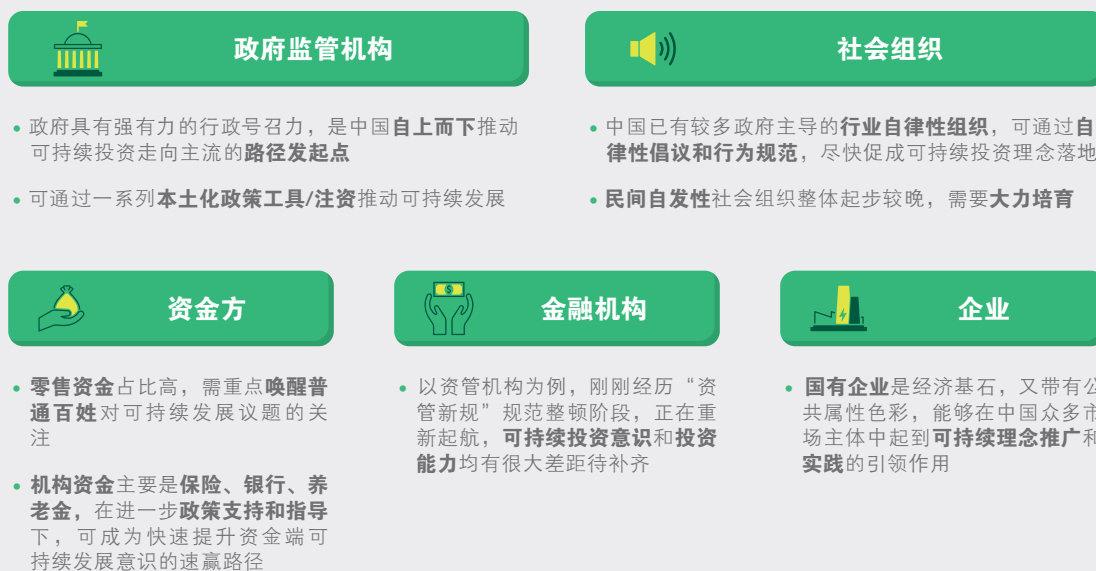 政府监管机构
• 政府具有强有力的行政号召力，是中国自上而下推动
可持续投资走向主流的路径发起点
• 可通过一系列本土化政策工具/注资推动可持续发展
社会组织
• 中国已有较多政府主导的行业自律性组织，可通过自
律性倡议和行为规范，尽快促成可持续投资理念落地
• 民间自发性社会组织整体起步较晚，需要大力培育
资金方
• 零售资金占比高，需重点唤醒普
通百姓对可持续发展议题的关
注
• 机构资金主要是保险、银行、养
老金，在进一步政策支持和指导
下，可成为快速提升资金端可
持续发展意识的速赢路径
金融机构
• 以资管机构为例，刚刚经历“资
管新规”规范整顿阶段，正在重
新起航，可持续投资意识和投资
能力均有很大差距待补齐
企业
• 国有企业是经济基石，又带有公
共属性色彩，能够在中国众多市
场主体中起到可持续理念推广和
实践的引领作用